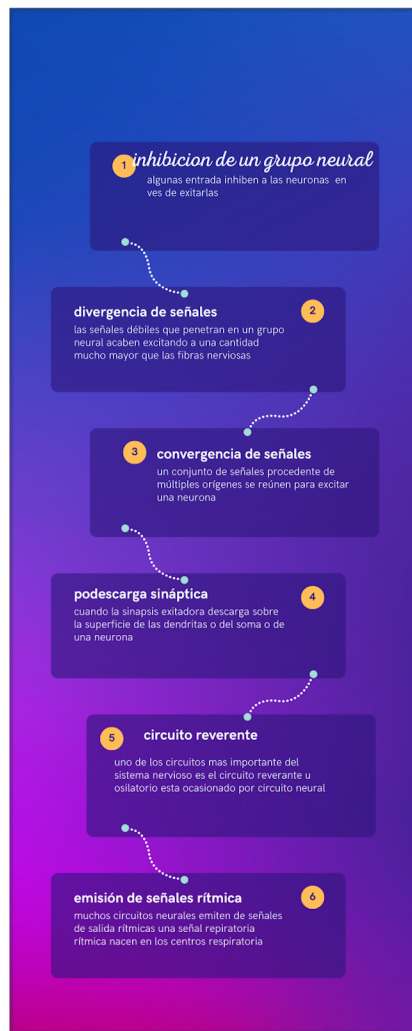 1
inhibicion de un grupo neural
algunas entrada inhiben a las neuronas en
ves de exitarlas
divergencia de señales
2
las señales débiles que penetran en un grupo
neural acaben excitando a una cantidad
mucho mayor que las fibras nerviosas
3
convergencia de señales
un conjunto de señales procedente de
múltiples orígenes se reúnen para excitar
una neurona
podescarga sináptica
4
cuando la sinapsis exitadora descarga sobre
la superficie de las dendritas o del soma o de
una neurona
5
circuito reverente
uno de los circuitos mas importante del
sistema nervioso es el circuito reverante u
osilatorio esta ocasionado por circuito neural
emisión de señales rítmica
6
muchos circuitos neurales emiten de señales
de salida rítmicas una señal repiratoria
rítmica nacen en los centros respiratoria